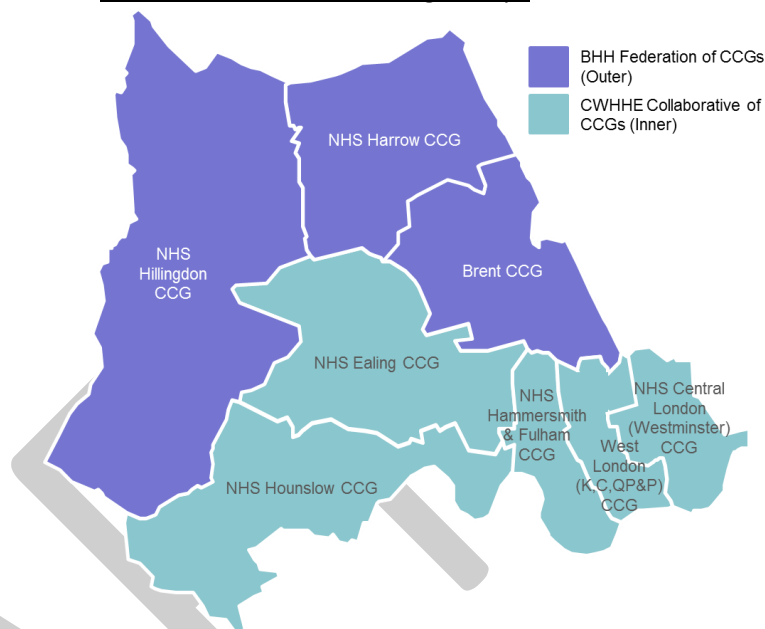 BHH Federation of CCGs
(Outer)
CWHHE Collaborative of
CCGs (Inner)
NHS Harrow CCG
NHS
Hillingdon
CCG
Brent CCG
NHS Ealing CCG
NHS
Hammersmith
& Fulham
CCG
NHS Central
London
(Westminster)
CCG
West
London
(K,C,QP&P)
CCG
NHS Hounslow CCG